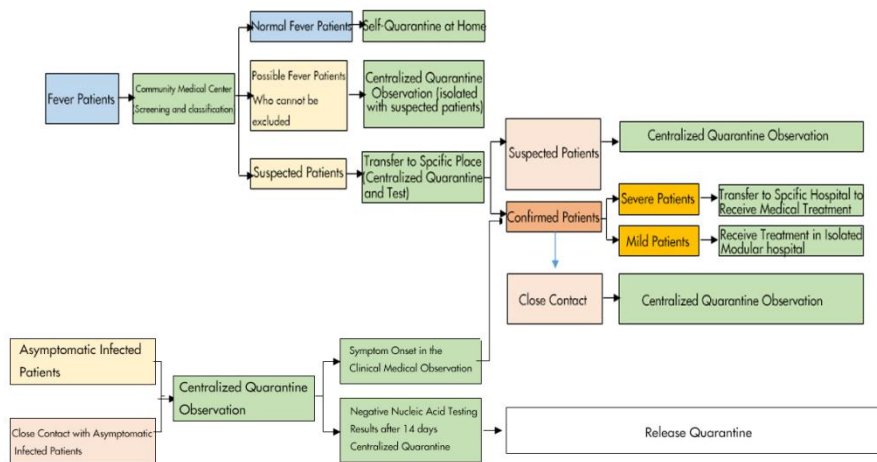 Normal Fever Patients
Self-Quarantine at Home
Fever Patients
Community Medical Center
(Screening and classification)
Possible Fever Patients
Who cannot be
excluded
Centralized Quarantine
Observation (isolated
with suspected patients)
Suspected Patients
Transfer to Spcific Place
(Centralized Quarantine
and Test)
Suspected Patients
Centralized Quarantine Observation
Confirmed Patients
Severe Patients
Transfer to Spcific Hospital to
Receive Medical Treatment
Mild Patients
Receive Treatment in Isolated
Modular hospital
Close Contact
Centralized Quarantine Observation
Asymptomatic Infected
Patients
Close Contact with Asymptomatic
Infected Patients
Centralized Quarantine
Observation
Symptom Onset in the
Clinical Medical Observation
Negative Nucleic Acid Testing
Results after 14 days
Centralized Quarantine
Release Quarantine